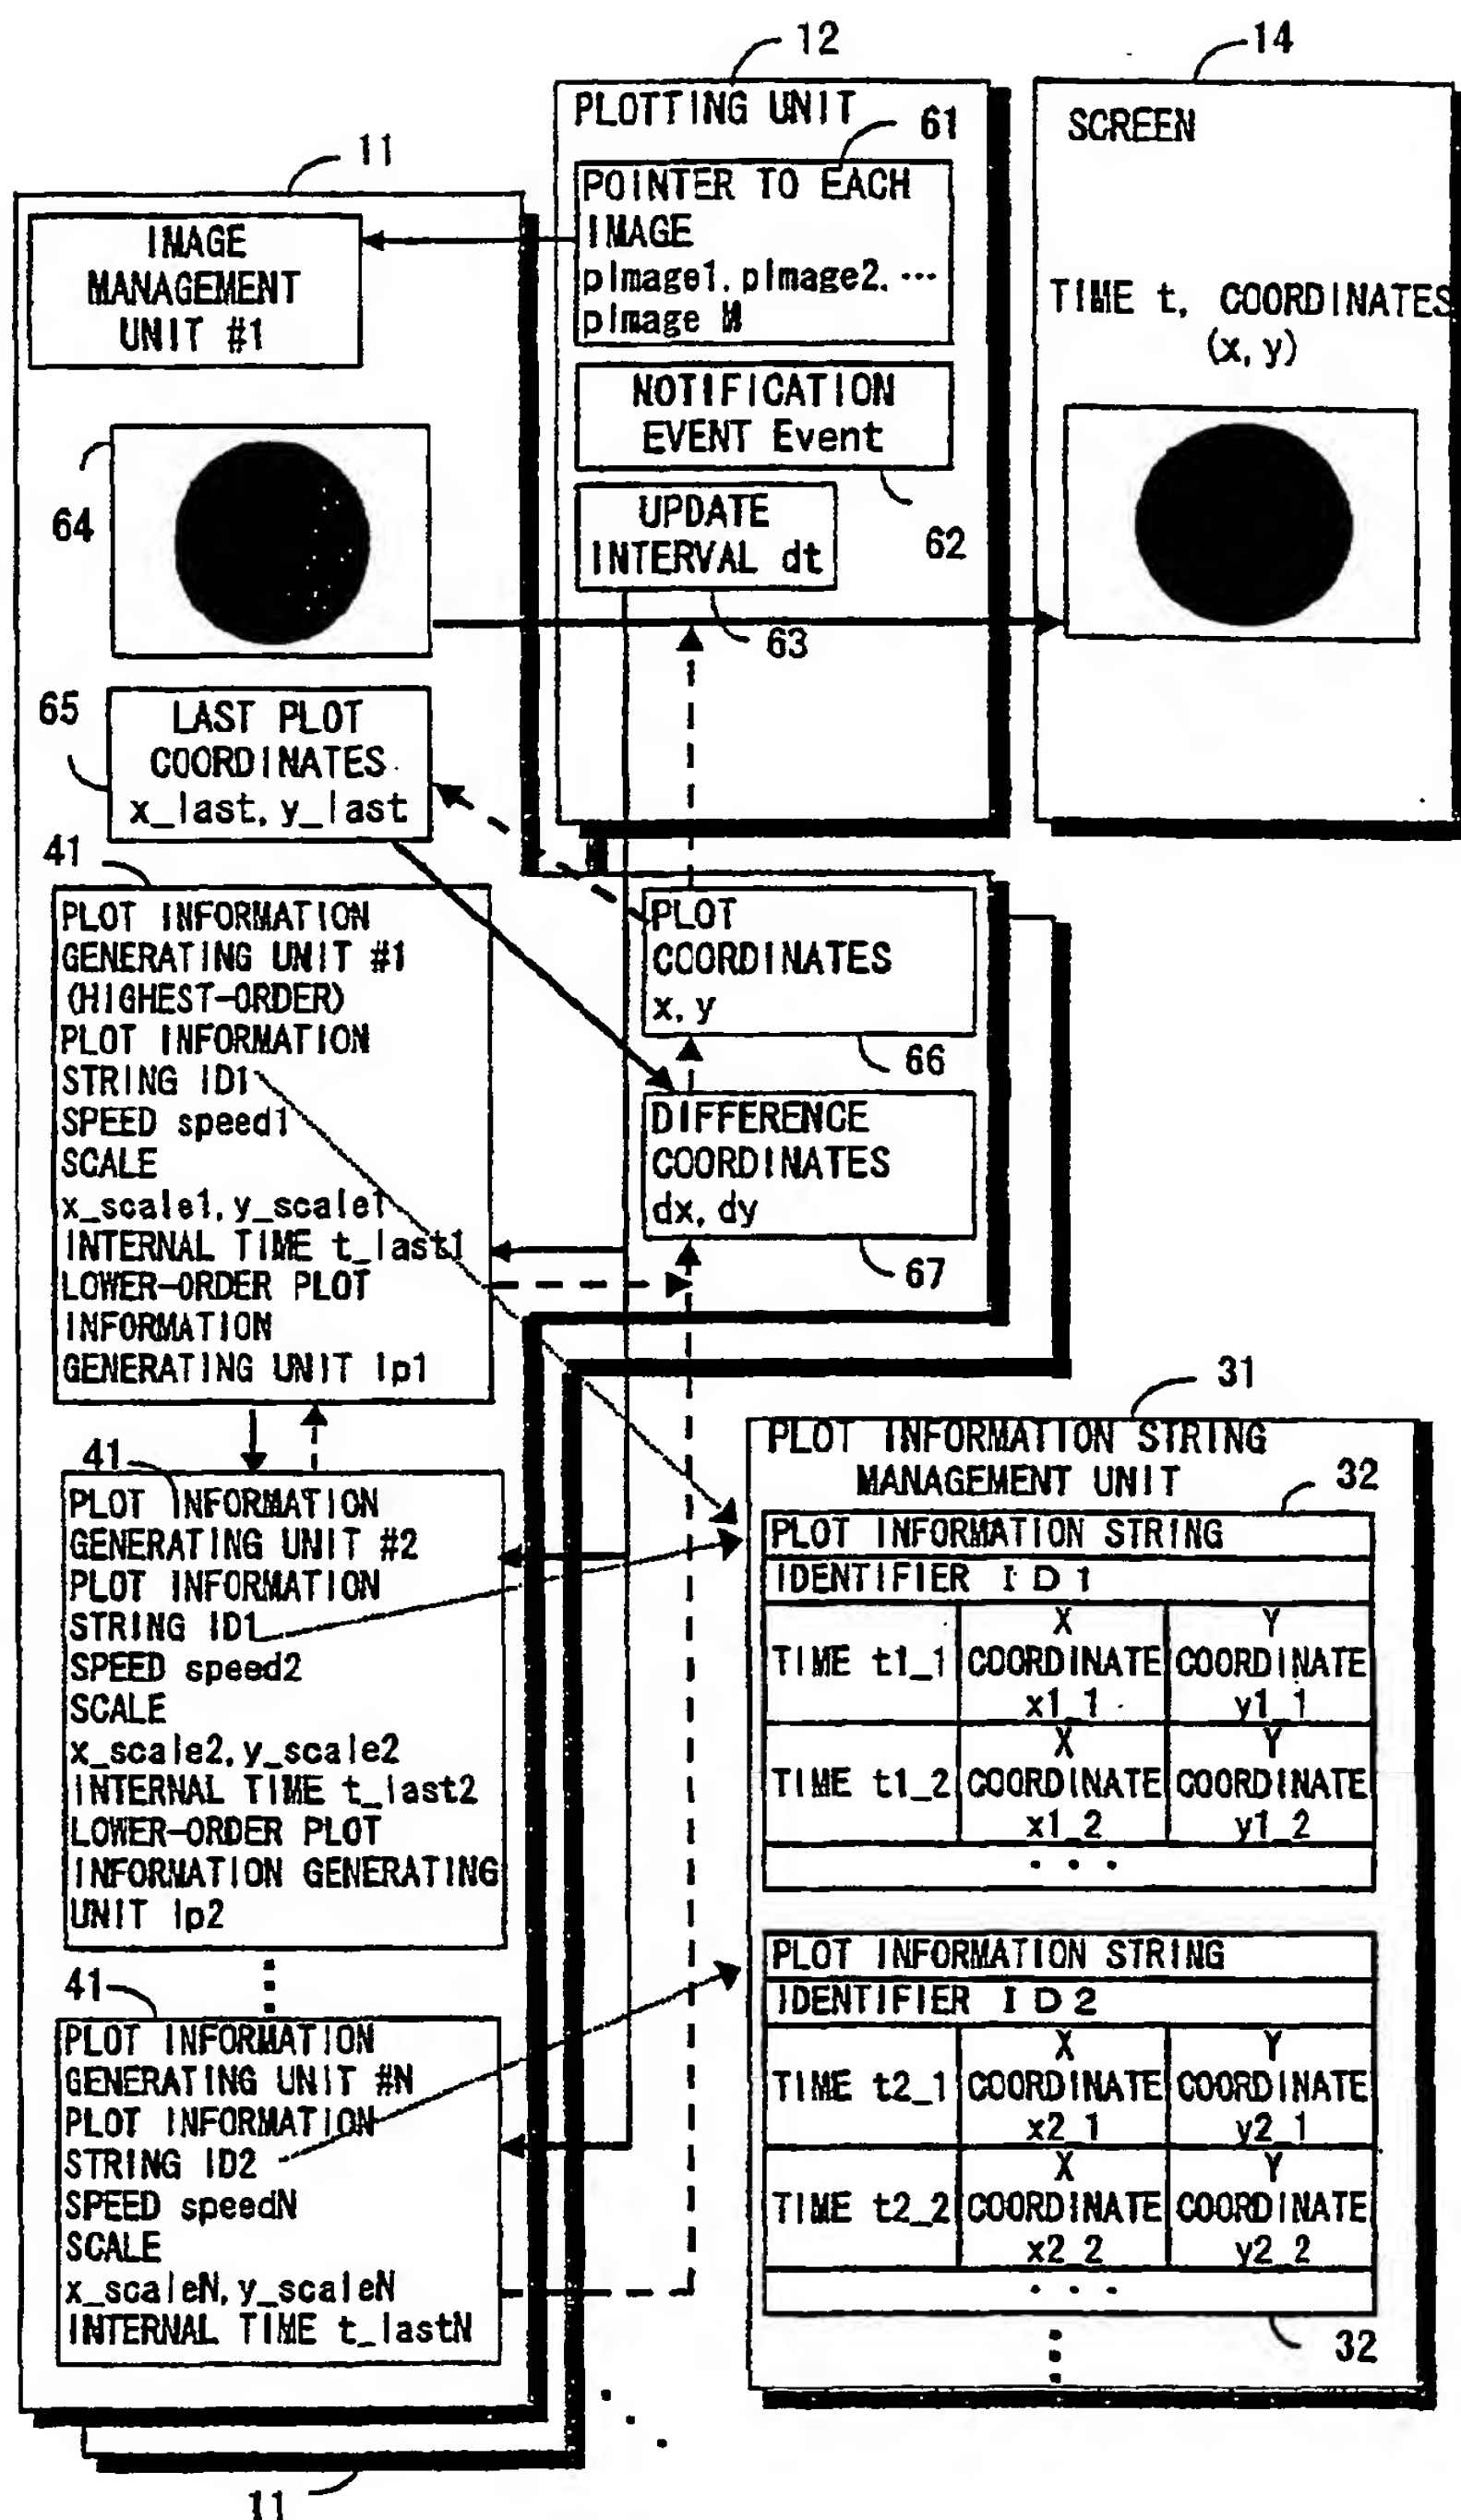 12
PLOTTING UNIT
61
POINTER TO EACH
IMAGE
pImage1, pImage2, ...
pImage M
NOTIFICATION
EVENT Event
62
UPDATE
INTERVAL dt
63
14
SCREEN
TIME t, COORDINATES
(x, y)
11
IMAGE
MANAGEMENT
UNIT #1
64
65
LAST PLOT
COORDINATES
x_last, y_last
41
PLOT INFORMATION
GENERATING UNIT #1
(HIGHEST-ORDER)
PLOT INFORMATION
STRING ID1
SPEED speed1
SCALE
x_scale1, y_scale1
INTERNAL TIME t_last1
LOWER-ORDER PLOT
INFORMATION
GENERATING UNIT lp1
PLOT
COORDINATES
x, y
66
DIFFERENCE
COORDINATES
dx, dy
67
41
PLOT INFORMATION
GENERATING UNIT #2
PLOT INFORMATION
STRING ID1
SPEED speed2
SCALE
x_scale2, y_scale2
INTERNAL TIME t_last2
LOWER-ORDER PLOT
INFORMATION GENERATING
UNIT lp2
41
PLOT INFORMATION
GENERATING UNIT #N
PLOT INFORMATION
STRING ID2
SPEED speedN
SCALE
x_scaleN, y_scaleN
INTERNAL TIME t_lastN
11
31
PLOT INFORMATION STRING
MANAGEMENT UNIT
32
PLOT INFORMATION STRING
IDENTIFIER ID1
TIME t1_1
X
COORDINATE
x1_1
Y
COORDINATE
y1_1
TIME t1_2
X
COORDINATE
x1_2
Y
COORDINATE
y1_2
...
PLOT INFORMATION STRING
IDENTIFIER ID2
TIME t2_1
X
COORDINATE
x2_1
Y
COORDINATE
y2_1
TIME t2_2
X
COORDINATE
x2_2
Y
COORDINATE
y2_2
...
32